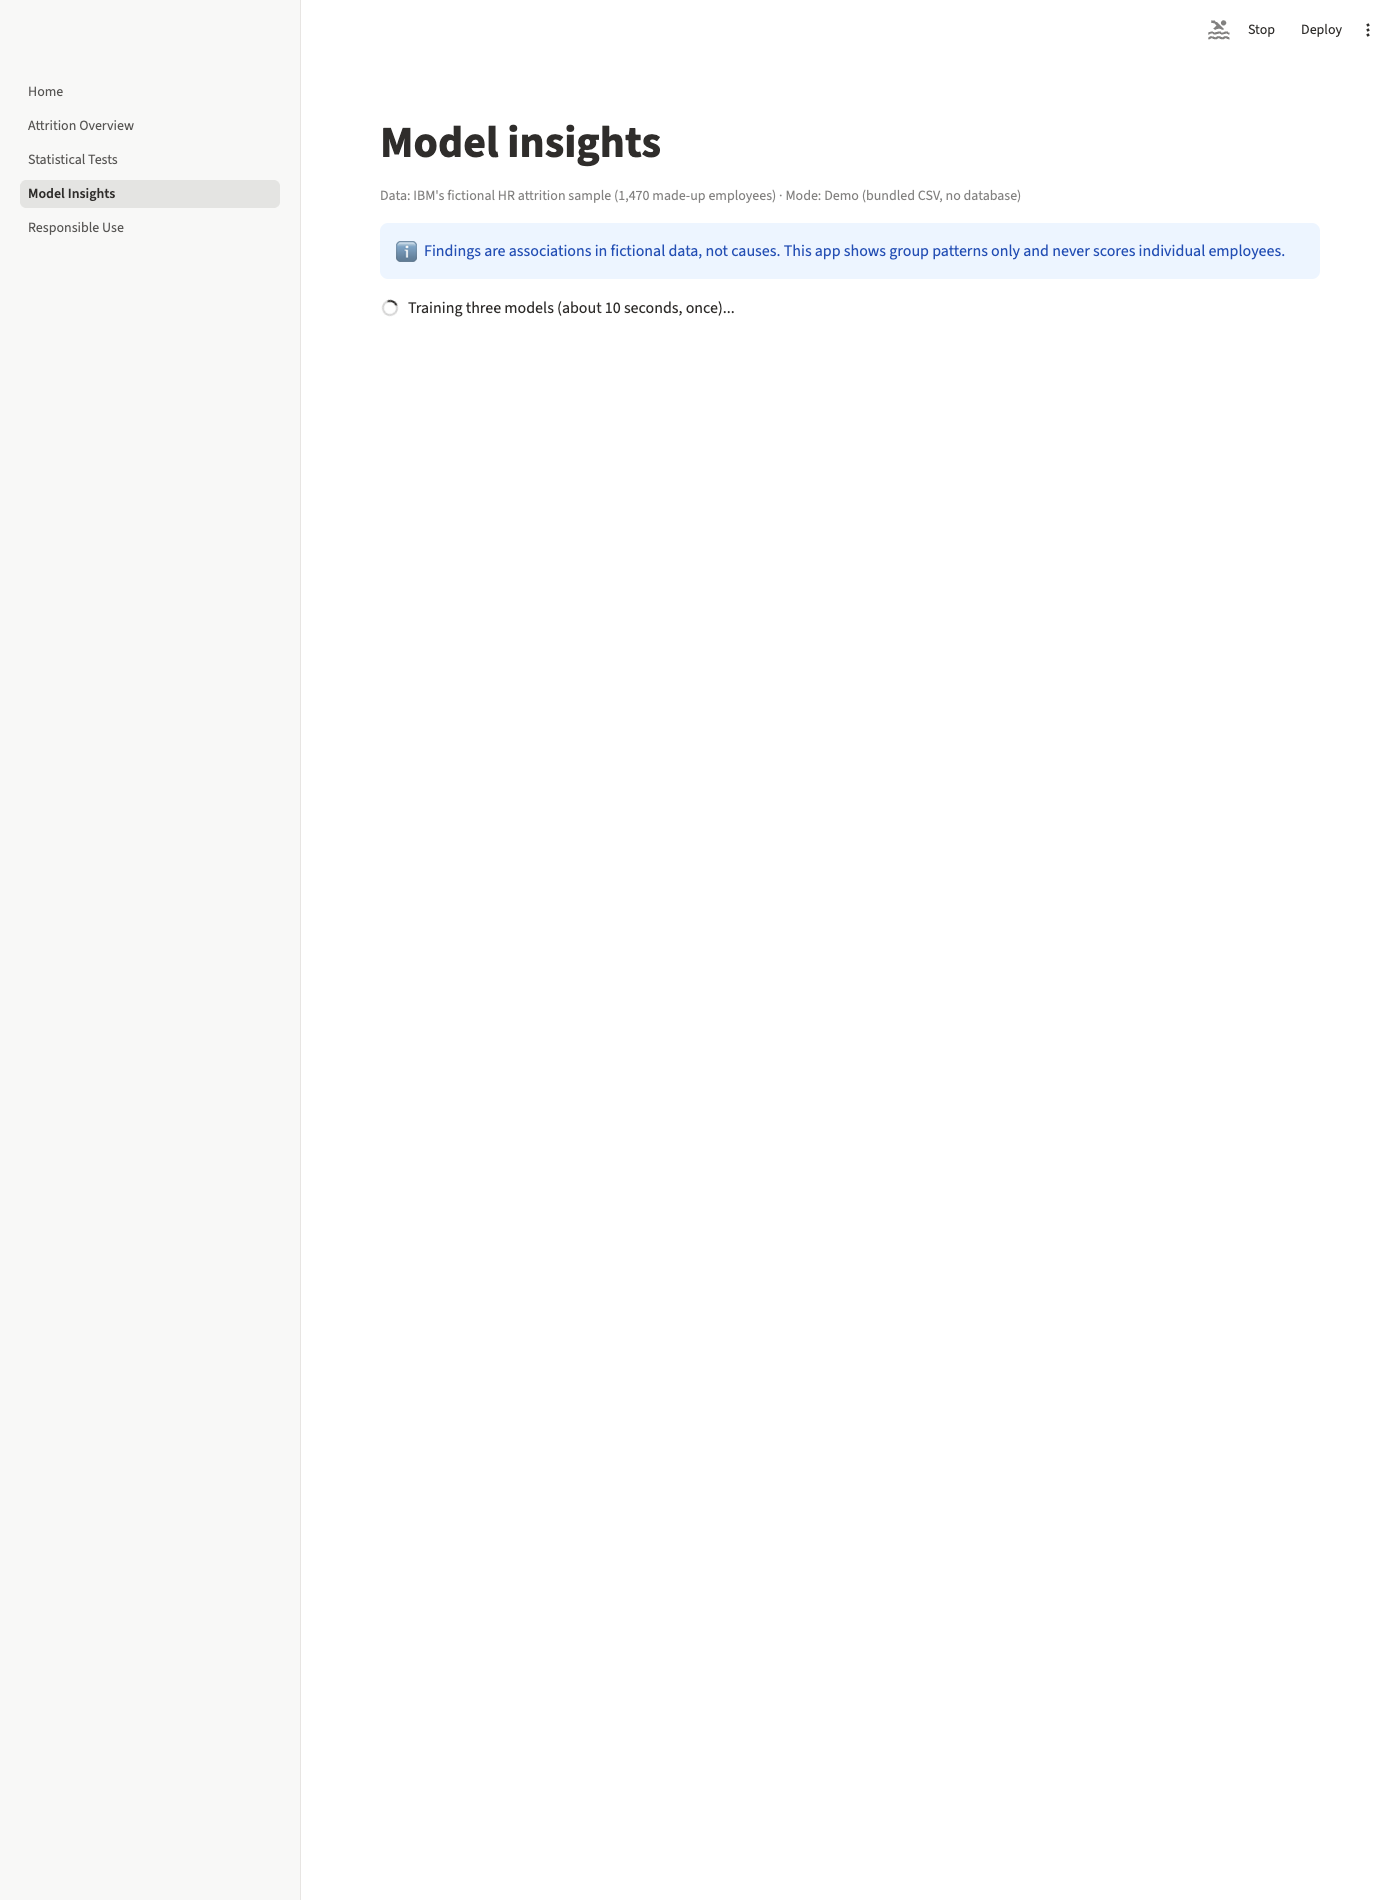 Stop
Deploy
Home
Attrition Overview
Statistical Tests
Model Insights
Responsible Use
Model insights
Data: IBM's fictional HR attrition sample (1,470 made-up employees) · Mode: Demo (bundled CSV, no database)
Findings are associations in fictional data, not causes. This app shows group patterns only and never scores individual employees.
Training three models (about 10 seconds, once)...